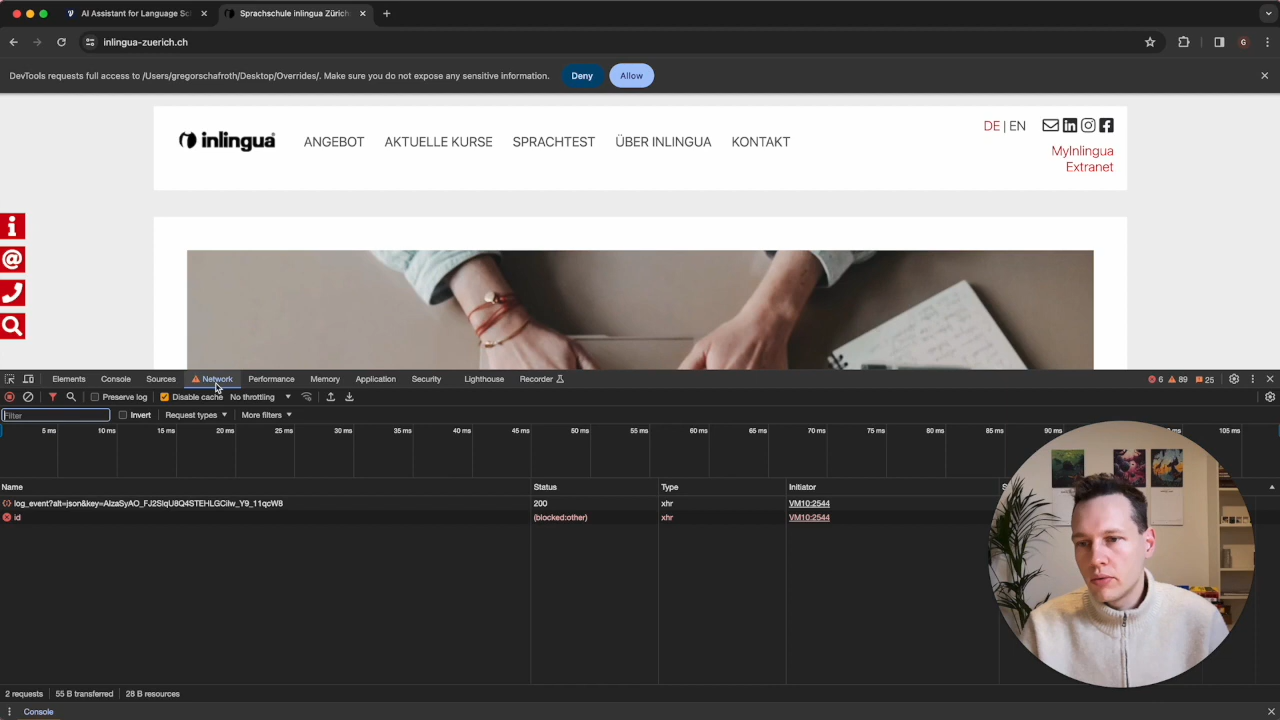 AI Assistant for Language Sc
Sprachschule inlingua Zürich
inlingua-zuerich.ch
G
DevTools requests full access to /Users/gregorschafroth/Desktop/Overrides/. Make sure you do not expose any sensitive information.
Deny
Allow
inlingua®
ANGEBOT
AKTUELLE KURSE
SPRACHTEST
ÜBER INLINGUA
KONTAKT
DE | EN
MyInlingua
Extranet
Elements
Console
Sources
Network
Performance
Memory
Application
Security
Lighthouse
Recorder
6
89
25
Preserve log
Disable cache
No throttling
Filter
Invert
Request types
More filters
5 ms
10 ms
15 ms
20 ms
25 ms
30 ms
35 ms
40 ms
45 ms
50 ms
55 ms
60 ms
65 ms
70 ms
75 ms
80 ms
85 ms
90 ms
105 ms
Name
Status
Type
Initiator
200
xhr
VM10:2544
id
(blocked:other)
xhr
VM10:2544
2 requests
55 B transferred
28 B resources
Console